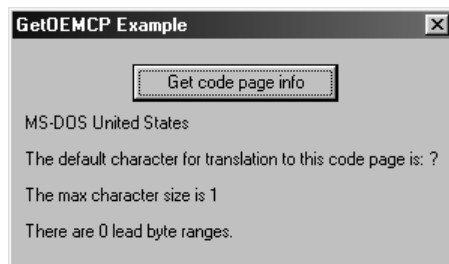 GetOEMCP Example
Get code page info
MS-DOS United States
The default character for translation to this code page is: ?
The max character size is 1
There are 0 lead byte ranges.